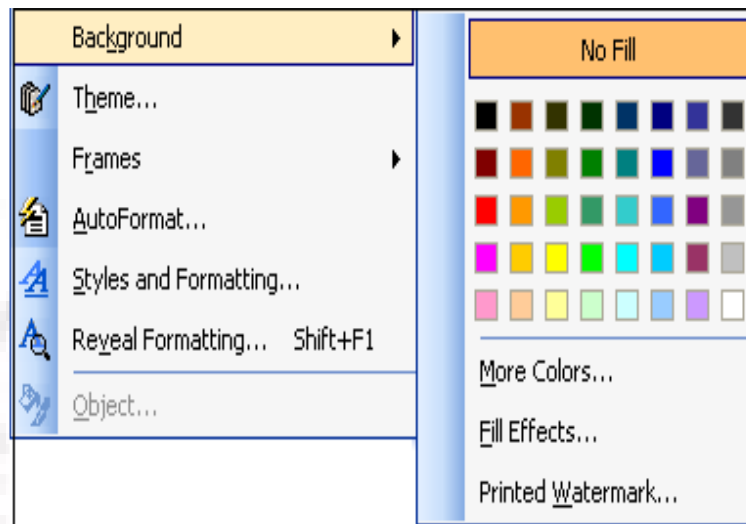 Background
Theme...
Frames
AutoFormat...
Styles and Formatting...
Reveal Formatting... Shift+F1
Object...
No Fill
More Colors...
Fill Effects...
Printed Watermark...